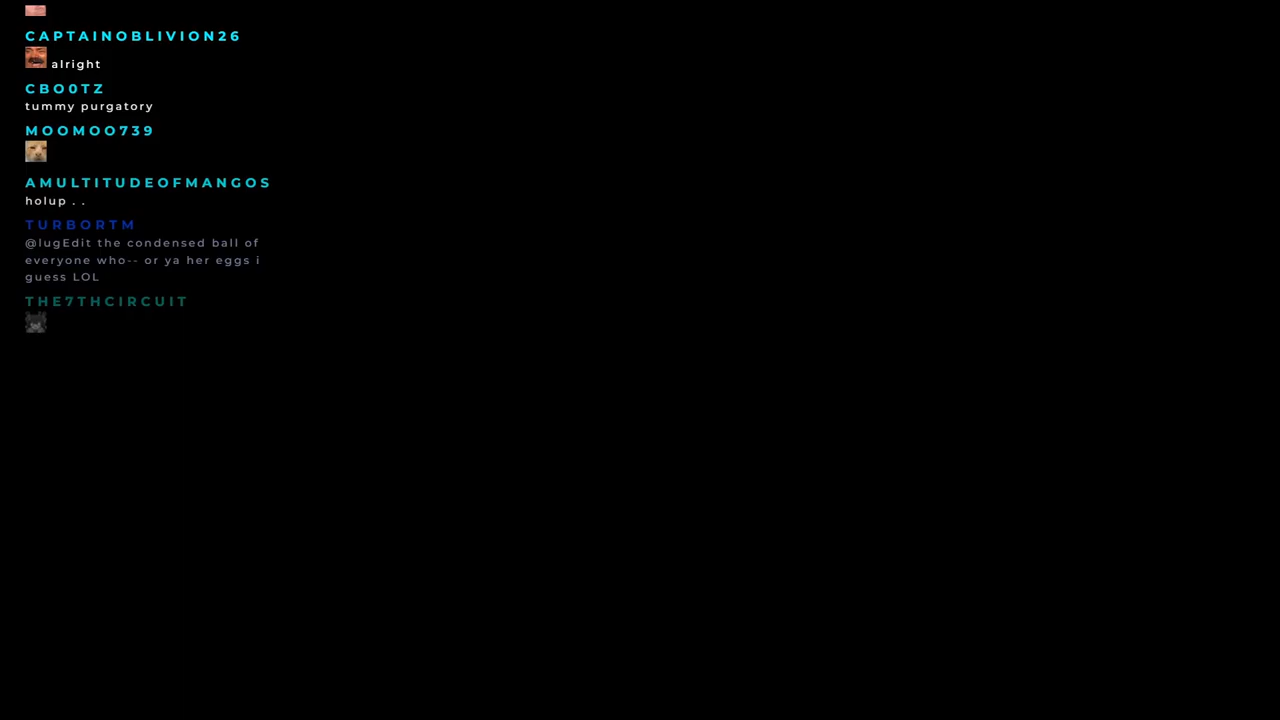 CAPTAINOBLIVION26
alright
CBO0TZ
tummy purgatory
MOOMOO739
AMULTITUDEOFMANGOS
holup . .
TURBORTM
@lugEdit the condensed ball of
everyone who-- or ya her eggs i
guess LOL
THE7THCIRCUIT